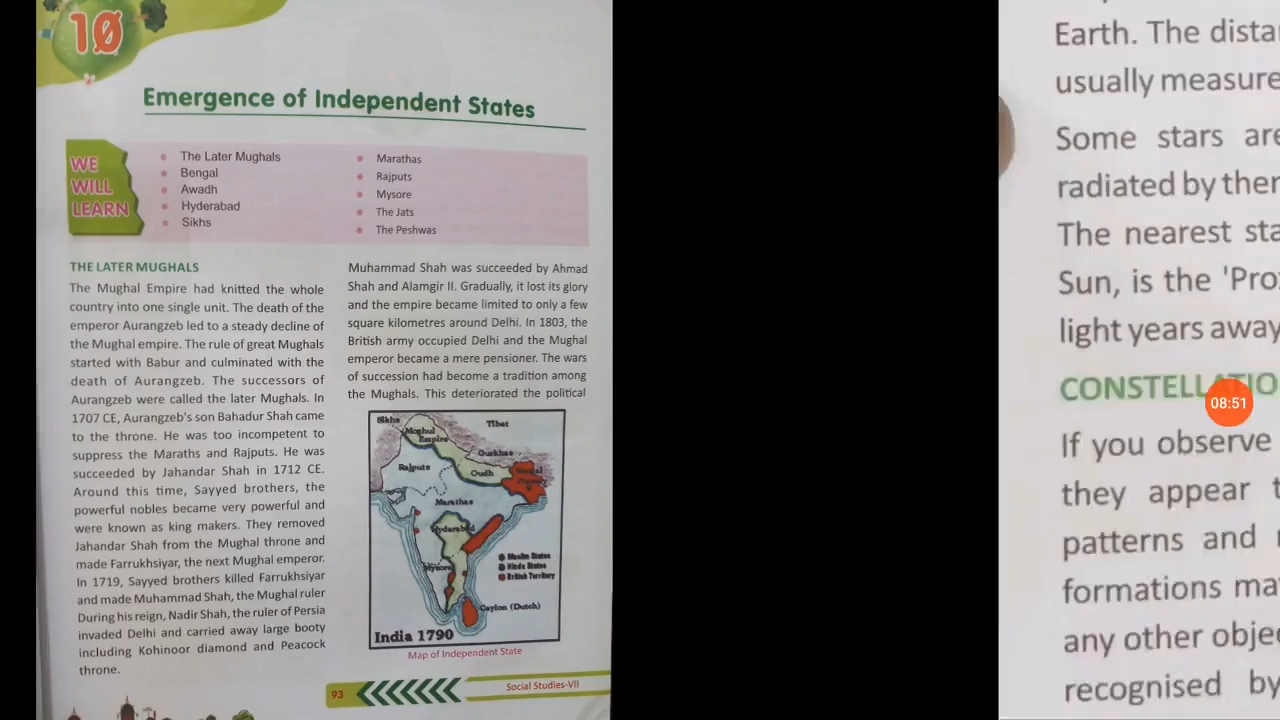 10
Emergence of Independent States
WE
WILL
LEARN
The Later Mughals
Bengal
Awadh
Hyderabad
Sikhs
Marathas
Rajputs
Mysore
The Jats
The Peshwas
THE LATER MUGHALS
The Mughal Empire had knitted the whole
country into one single unit. The death of the
emperor Aurangzeb led to a steady decline of
the Mughal empire. The rule of great Mughals
started with Babur and culminated with the
death of Aurangzeb. The successors of
Aurangzeb were called the later Mughals. In
1707 CE, Aurangzeb's son Bahadur Shah came
to the throne. He was too incompetent to
suppress the Maraths and Rajputs. He was
succeeded by Jahandar Shah in 1712 CE.
Around this time, Sayyed brothers, the
powerful nobles became very powerful and
were known as king makers. They removed
Jahandar Shah from the Mughal throne and
made Farrukhsiyar, the next Mughal emperor.
In 1719, Sayyed brothers killed Farrukhsiyar
and made Muhammad Shah, the Mughal ruler
During his reign, Nadir Shah, the ruler of Persia
invaded Delhi and carried away large booty
including Kohinoor diamond and Peacock
throne.
Muhammad Shah was succeeded by Ahmad
Shah and Alamgir II. Gradually, it lost its glory
and the empire became limited to only a few
square kilometres around Delhi. In 1803, the
British army occupied Delhi and the Mughal
emperor became a mere pensioner. The wars
of succession had become a tradition among
the Mughals. This deteriorated the political
Sikhs
Moghul
Empire
Tibet
Gurkhas
Rajputs
Oudh
Marathas
Hyderabad
Mysore
Muslim States
Hindu States
British Territory
Ceylon (Dutch)
India 1790
Map of Independent State
93
Social Studies-VII
Earth. The dista
usually measure
Some stars are
radiated by ther
The nearest sta
Sun, is the 'Pro
light years away
CONSTELLATIO
08:51
If you observe
they appear t
patterns and
formations ma
any other obje
recognised by